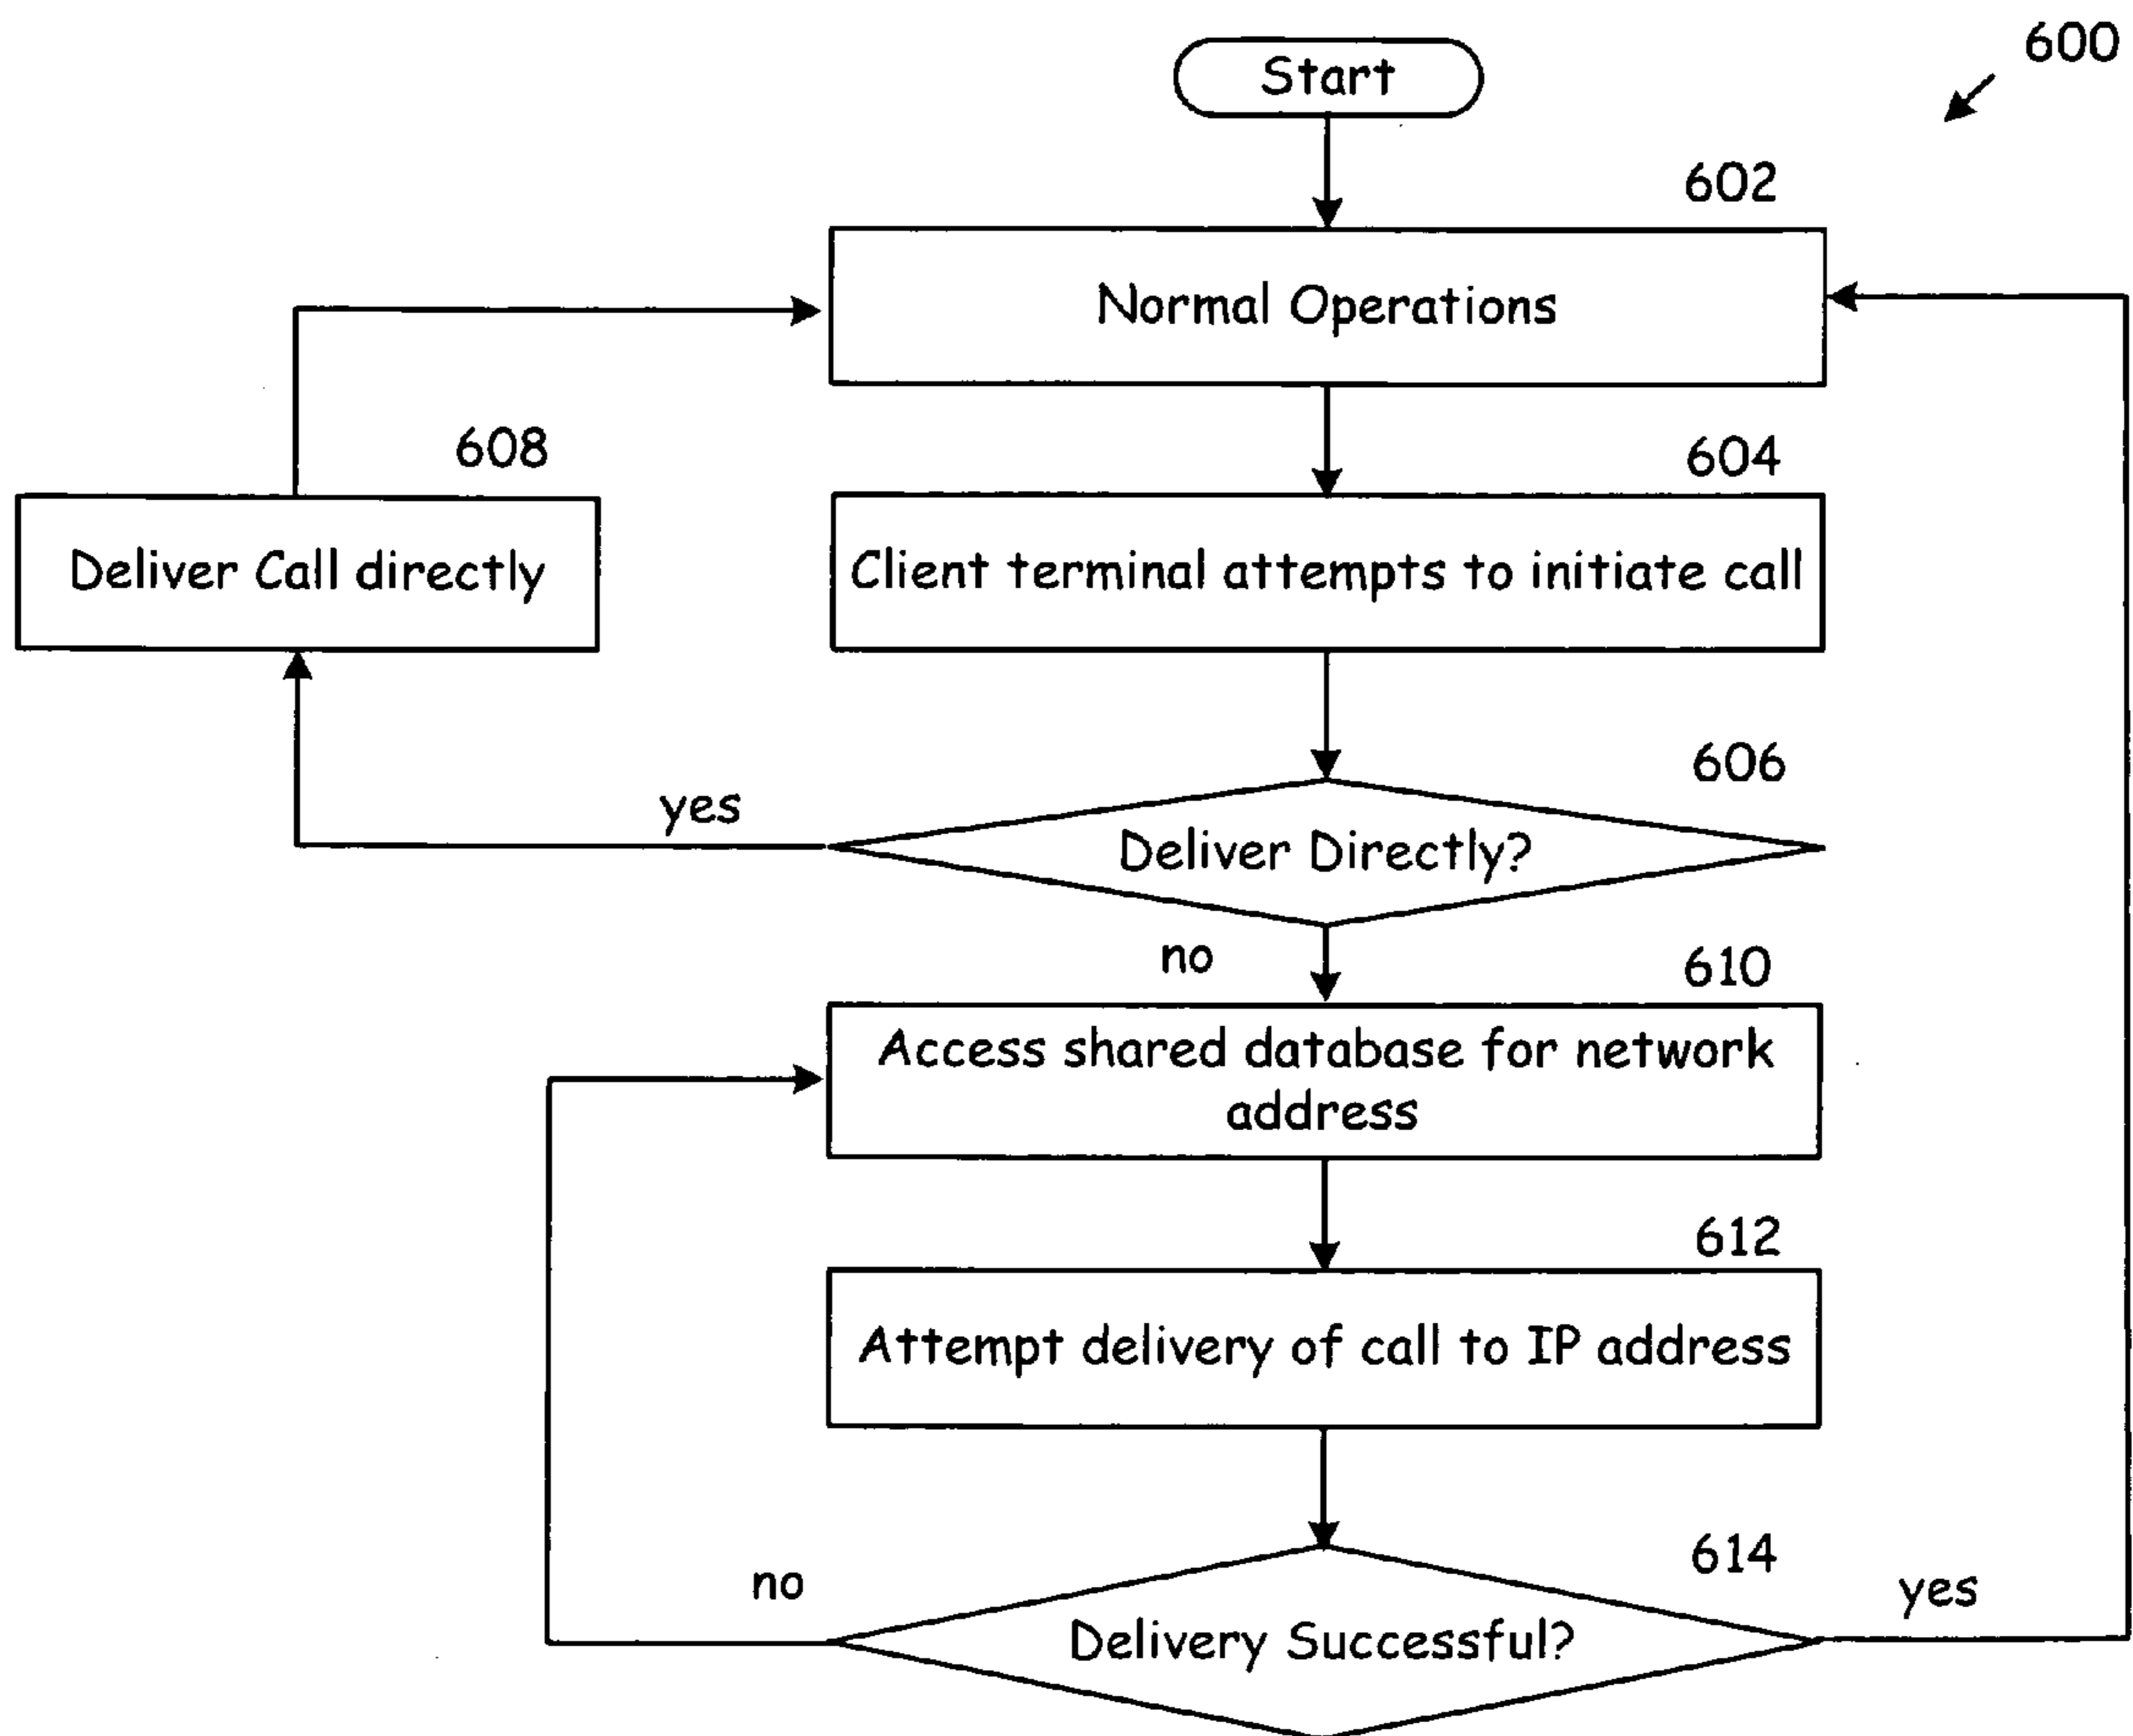 600
Start
602
Normal Operations
608
604
Deliver Call directly
Client terminal attempts to initiate call
606
yes
Deliver Directly?
no
610
Access shared database for network
address
612
Attempt delivery of call to IP address
614
no
yes
Delivery Successful?